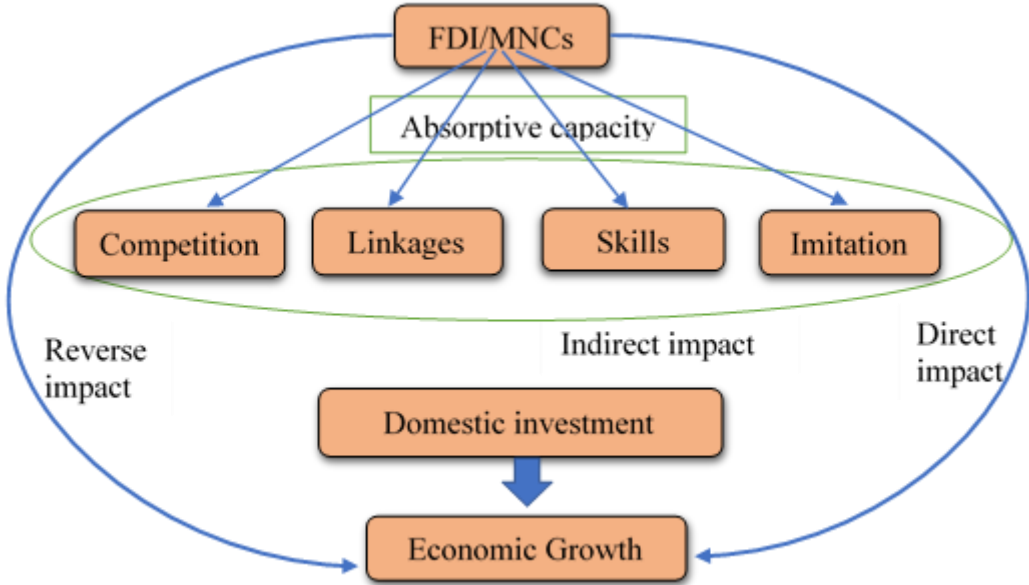 FDI/MNCs
Absorptive capacity
Competition
Linkages
Skills
Imitation
Reverse
impact
Indirect impact
Direct
impact
Domestic investment
Economic Growth